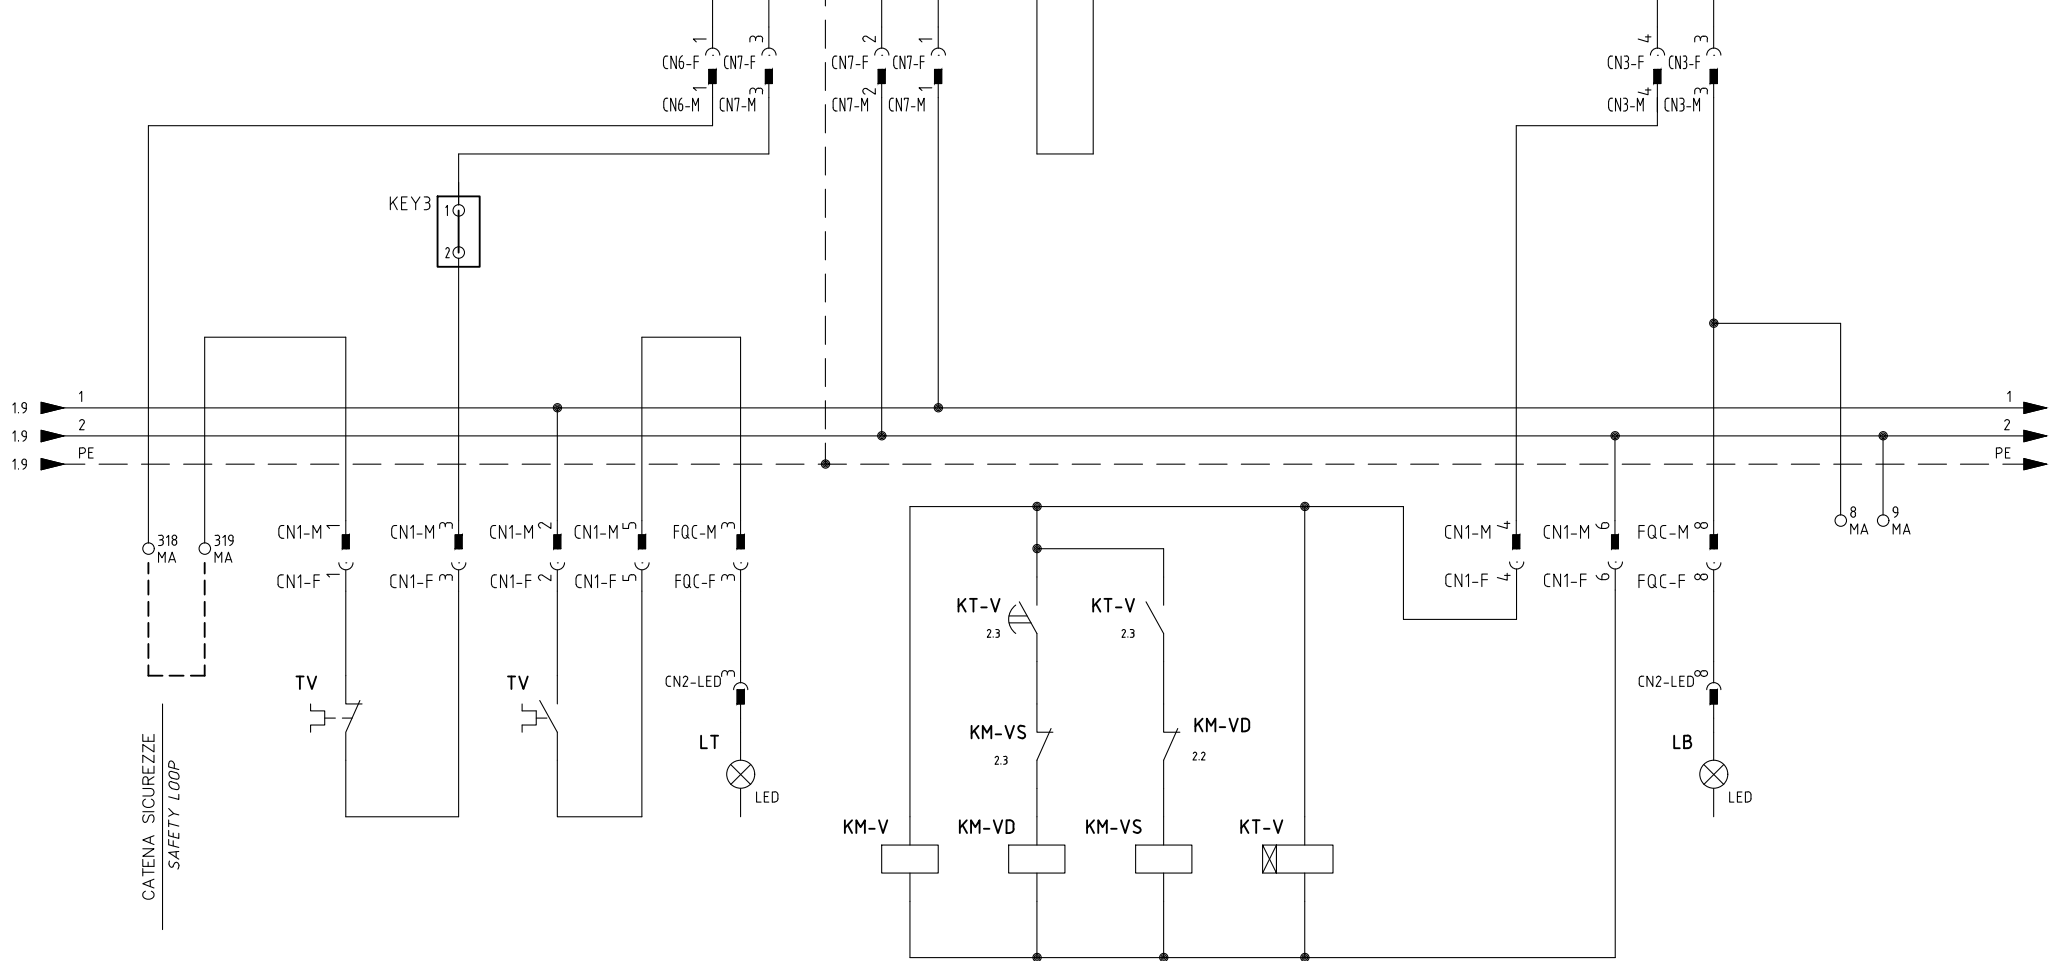 1 3 2 1 4 3
CN6-F CN7-F CN7-F CN7-F CN3-F CN3-F
1 3 2 1 4 3
CN6-M CN7-M CN7-M CN7-M CN3-M CN3-M
KEY3
1
2
1.9 1 1
1.9 2 2
1.9 PE PE
318 MA
319 MA
CN1-M 1
CN1-M 3
CN1-M 2
CN1-M 5
FQC-M 3
CN1-M 4
CN1-M 6
FQC-M 8
8 MA
9 MA
CN1-F 1
CN1-F 3
CN1-F 2
CN1-F 5
FQC-F 3
CN1-F 4
CN1-F 6
FQC-F 8
KT-V
2.3
KT-V
2.3
TV
TV
CN2-LED 3
CN2-LED 8
KM-VS
2.3
KM-VD
2.2
LT
LED
LB
LED
CATENA SICUREZZE
SAFETY LOOP
KM-V
KM-VD
KM-VS
KT-V